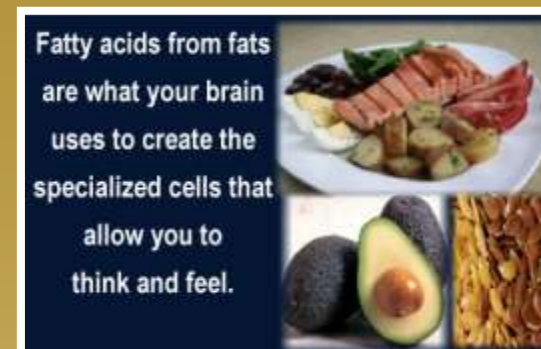 Fatty acids from fats
are what your brain
uses to create the
specialized cells that
allow you to
think and feel.